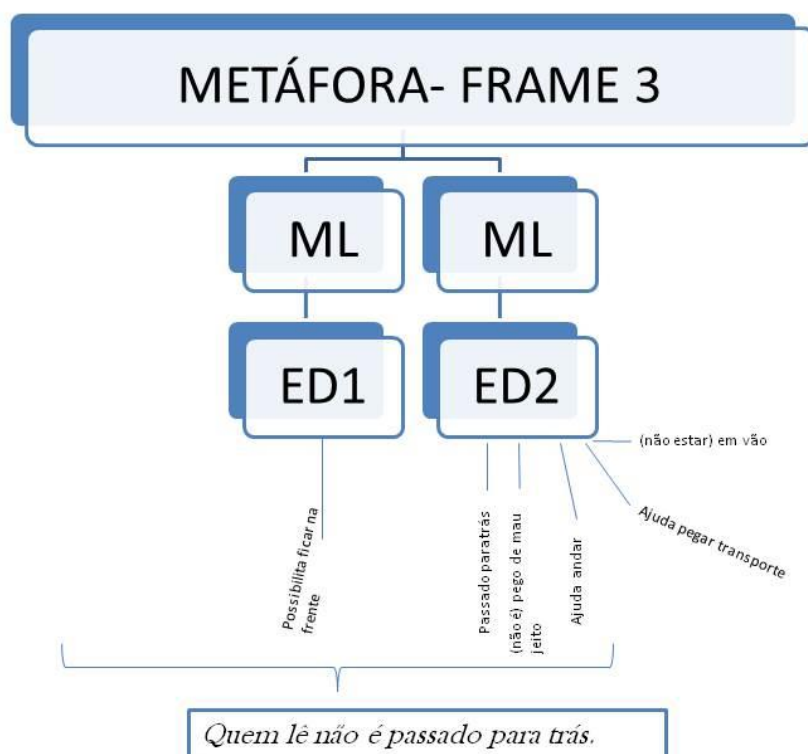 METÁFORA- FRAME 3
ML
ML
ED1
ED2
Possibilita ficar na
frente
Passado paratrás
(não é) pego de mau
jeito
Ajuda andar
Ajuda pegar transporte
(não estar) em vão
Quem lê não é passado para trás.